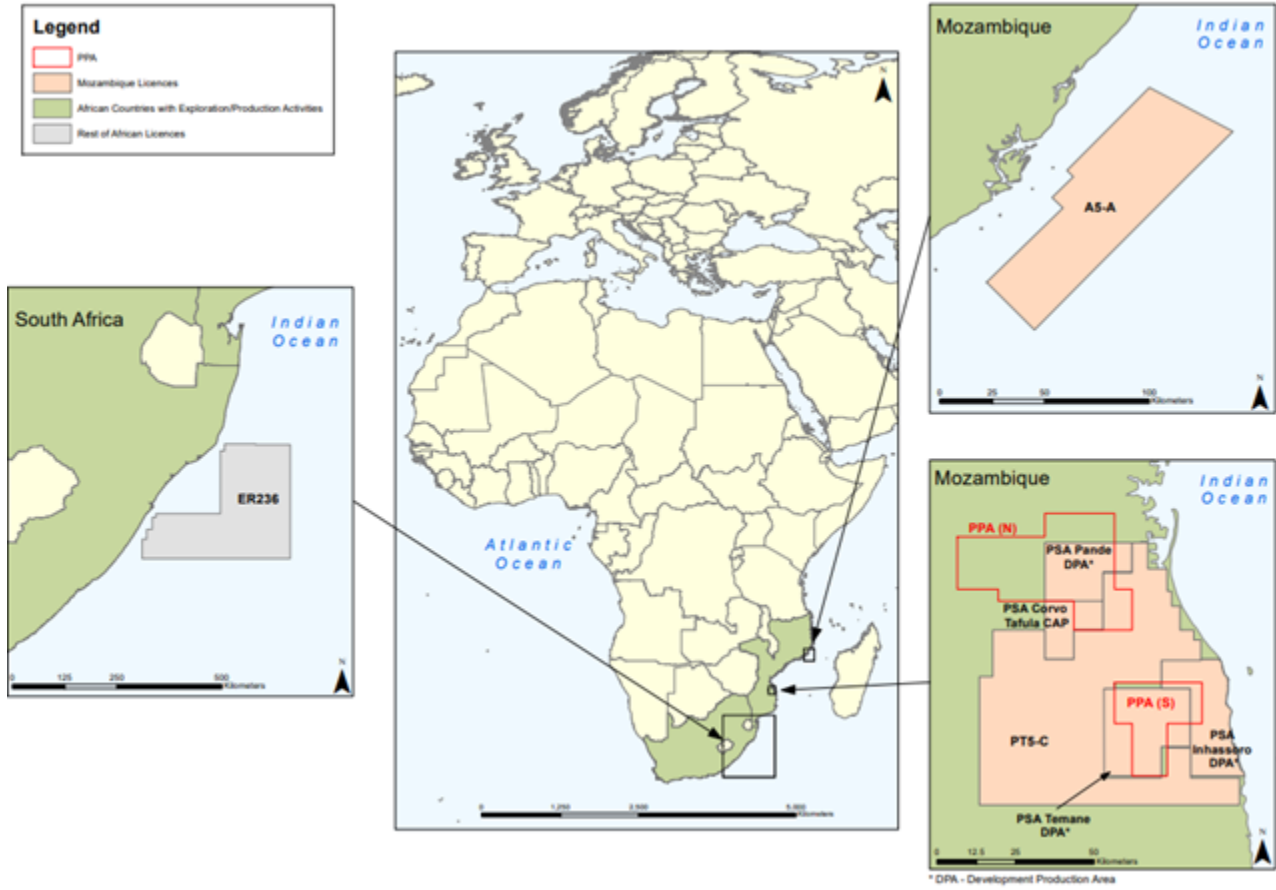 Legend
PPA
Mozambique Licences
African Countries with Exploration/Production Activities
Rest of African Licences
South Africa
Indian
Ocean
ER236
N
0 125 250 500
Kilometers
N
Atlantic
Ocean
0 1,250 2,500 5,000
Kilometers
Mozambique
Indian
Ocean
A5-A
N
0 25 50 100
Kilometers
Mozambique
Indian
Ocean
PPA (N)
PSA Pande
DPA*
PSA Corvo
Tafula CAP
PPA (S)
PT5-C
PSA
Inhassoro
DPA*
PSA Temane
DPA*
N
0 12.5 25 50
Kilometers
* DPA - Development Production Area